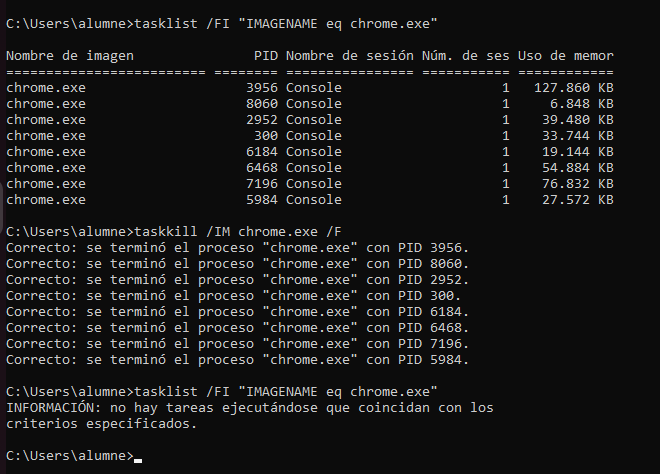 C:\Users\alumne>tasklist /FI "IMAGENAME eq chrome.exe"
Nombre de imagen                    PID Nombre de sesión Núm. de ses Uso de memor
========================= ======== ================ =========== ============
chrome.exe                    3956 Console                    1   127.860 KB
chrome.exe                    8060 Console                    1     6.848 KB
chrome.exe                    2952 Console                    1    39.480 KB
chrome.exe                     300 Console                    1    33.744 KB
chrome.exe                    6184 Console                    1    19.144 KB
chrome.exe                    6468 Console                    1    54.884 KB
chrome.exe                    7196 Console                    1    76.832 KB
chrome.exe                    5984 Console                    1    27.572 KB
C:\Users\alumne>taskkill /IM chrome.exe /F
Correcto: se terminó el proceso "chrome.exe" con PID 3956.
Correcto: se terminó el proceso "chrome.exe" con PID 8060.
Correcto: se terminó el proceso "chrome.exe" con PID 2952.
Correcto: se terminó el proceso "chrome.exe" con PID 300.
Correcto: se terminó el proceso "chrome.exe" con PID 6184.
Correcto: se terminó el proceso "chrome.exe" con PID 6468.
Correcto: se terminó el proceso "chrome.exe" con PID 7196.
Correcto: se terminó el proceso "chrome.exe" con PID 5984.
C:\Users\alumne>tasklist /FI "IMAGENAME eq chrome.exe"
INFORMACIÓN: no hay tareas ejecutándose que coincidan con los
criterios especificados.
C:\Users\alumne>